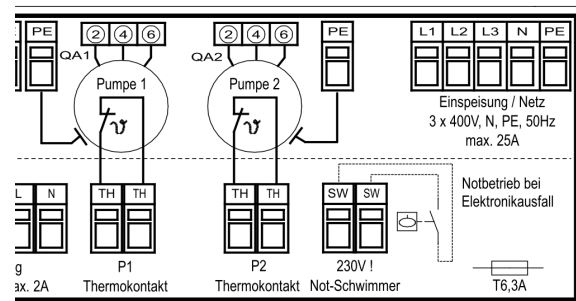 PE
2 4 6
2 4 6
PE
L1 L2 L3 N PE
QA1
QA2
Pumpe 1
Pumpe 2
ϑ
ϑ
Einspeisung / Netz
3 x 400V, N, PE, 50Hz
max. 25A
L N
TH TH
TH TH
SW SW
Notbetrieb bei
Elektronikausfall
g
ax. 2A
P1
Thermokontakt
P2
Thermokontakt
230V !
Not-Schwimmer
T6,3A